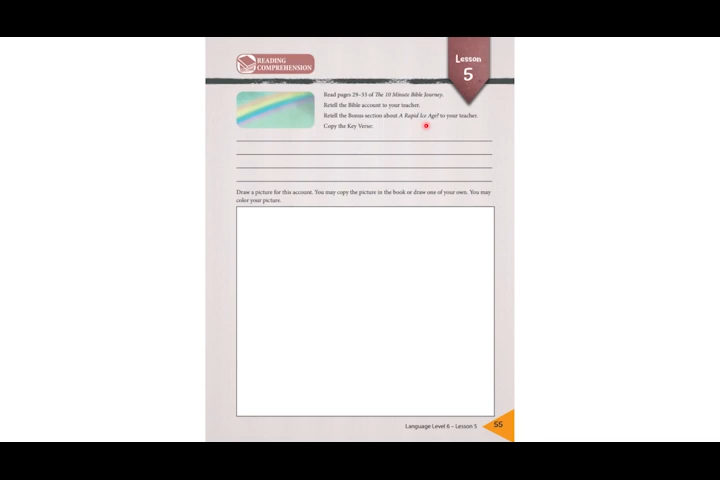 READING
COMPREHENSION
Lesson
5
Read pages 29–33 of The 10 Minute Bible Journey.
Retell the Bible account to your teacher.
Retell the Bonus section about A Rapid Ice Age? to your teacher.
Copy the Key Verse:
Draw a picture for this account. You may copy the picture in the book or draw one of your own. You may
color your picture.
Language Level 6 – Lesson 5
55